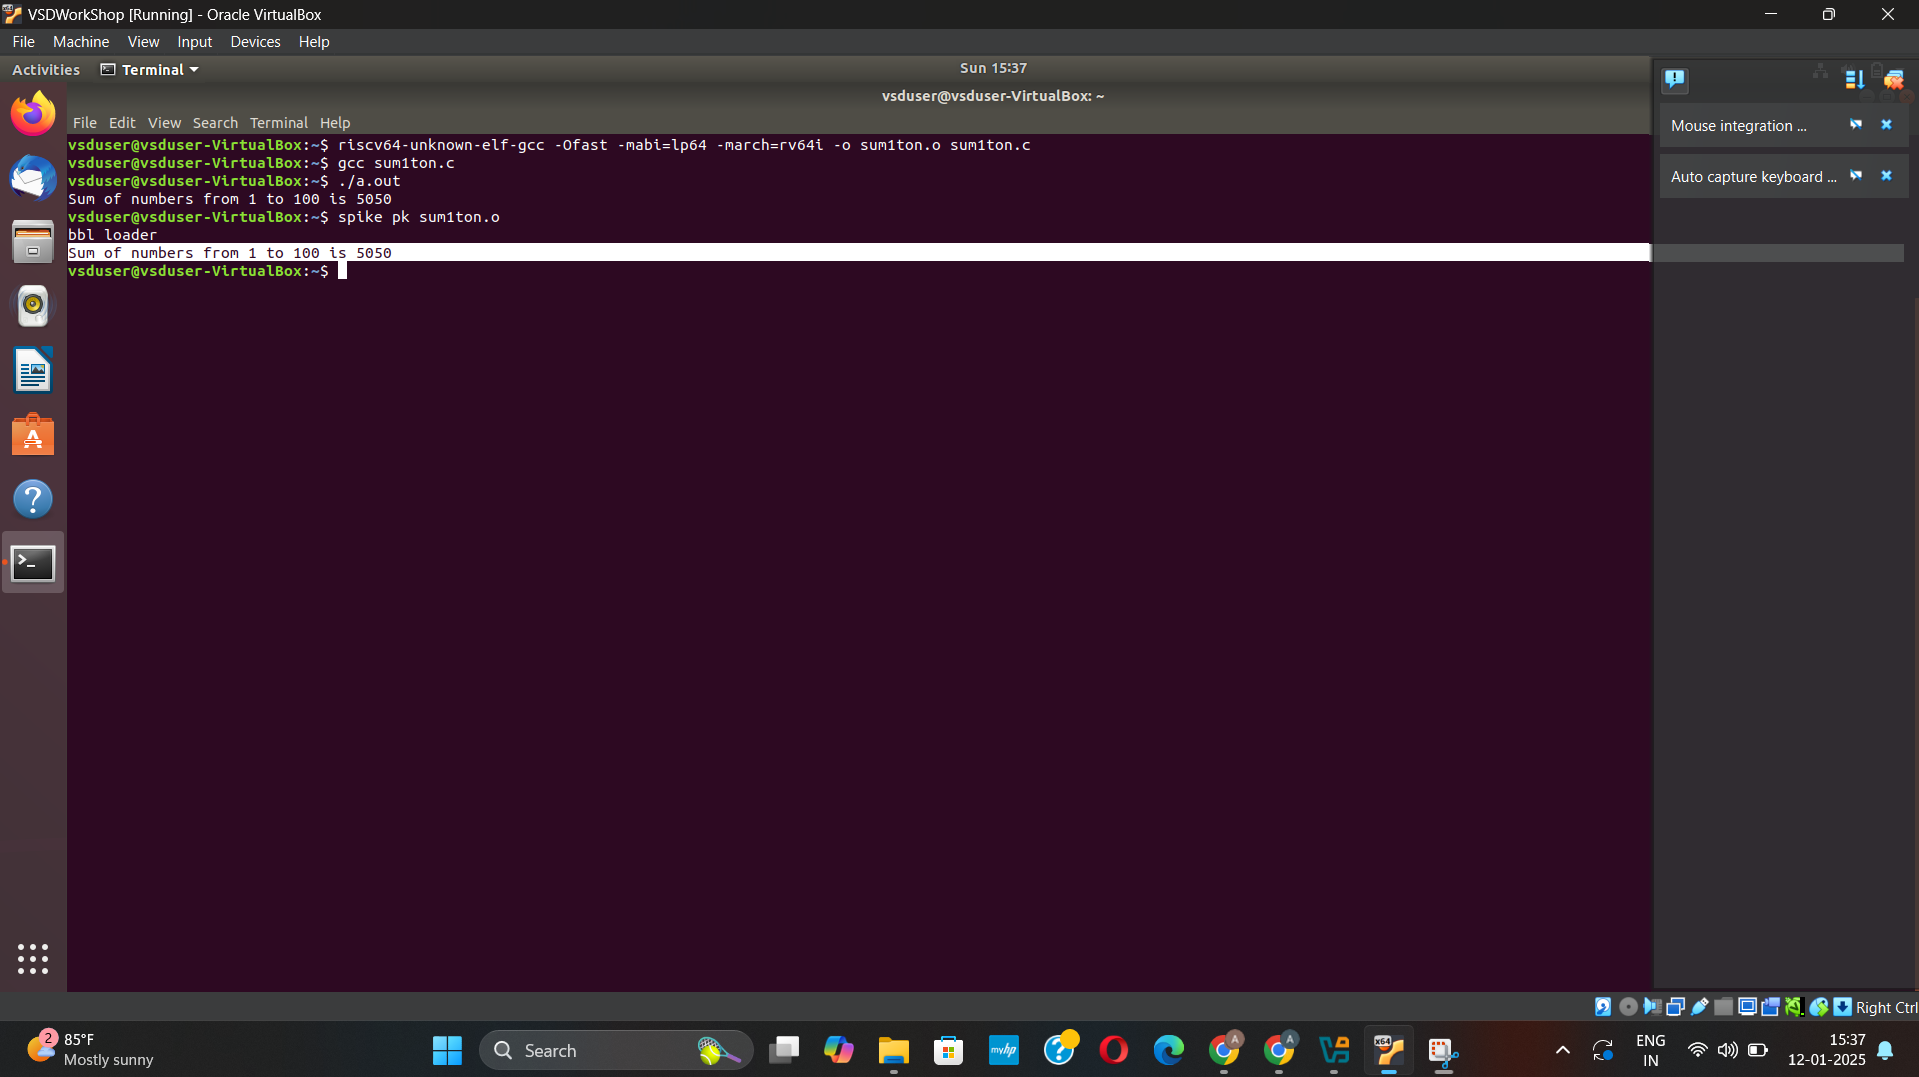 VSDWorkShop [Running] - Oracle VirtualBox
File Machine View Input Devices Help
Activities Terminal Sun 15:37
vsduser@vsduser-VirtualBox: ~
File Edit View Search Terminal Help
vsduser@vsduser-VirtualBox:~$ riscv64-unknown-elf-gcc -Ofast -mabi=lp64 -march=rv64i -o sum1ton.o sum1ton.c
vsduser@vsduser-VirtualBox:~$ gcc sum1ton.c
vsduser@vsduser-VirtualBox:~$ ./a.out
Sum of numbers from 1 to 100 is 5050
vsduser@vsduser-VirtualBox:~$ spike pk sum1ton.o
bbl loader
Sum of numbers from 1 to 100 is 5050
vsduser@vsduser-VirtualBox:~$
Mouse integration ...
Auto capture keyboard ...
Right Ctrl
2
85°F
Mostly sunny
Search
myhp
A
A
x64
ENG
IN
15:37
12-01-2025